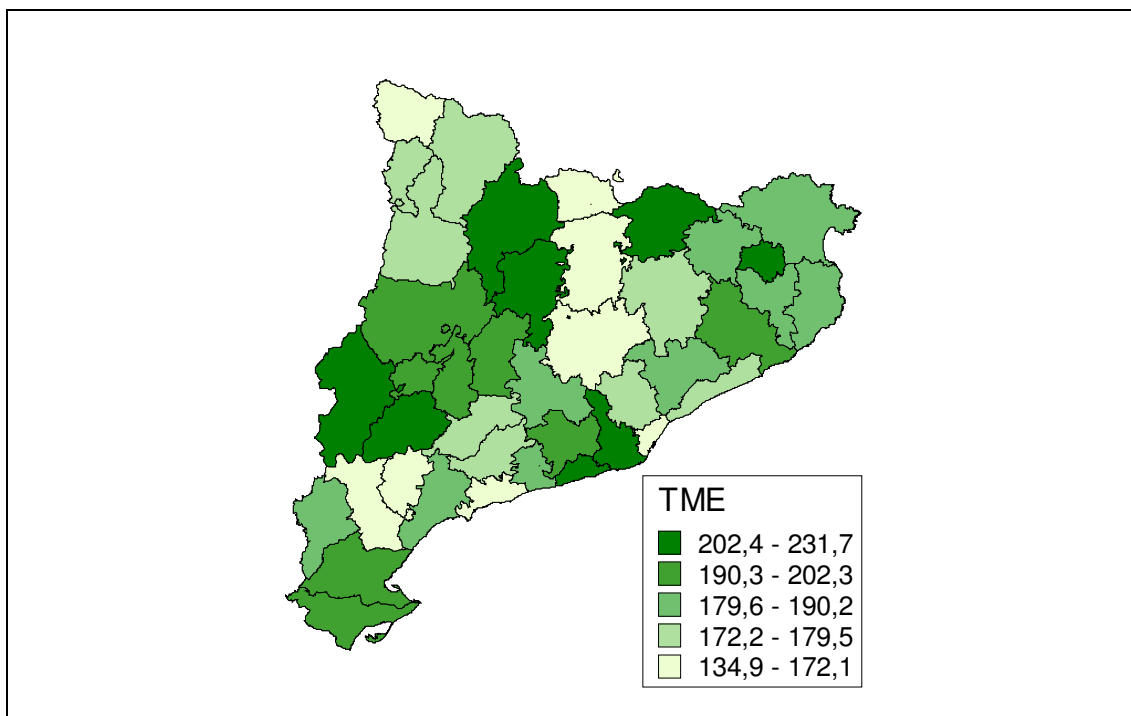 TME
202,4 - 231,7
190,3 - 202,3
179,6 - 190,2
172,2 - 179,5
134,9 - 172,1